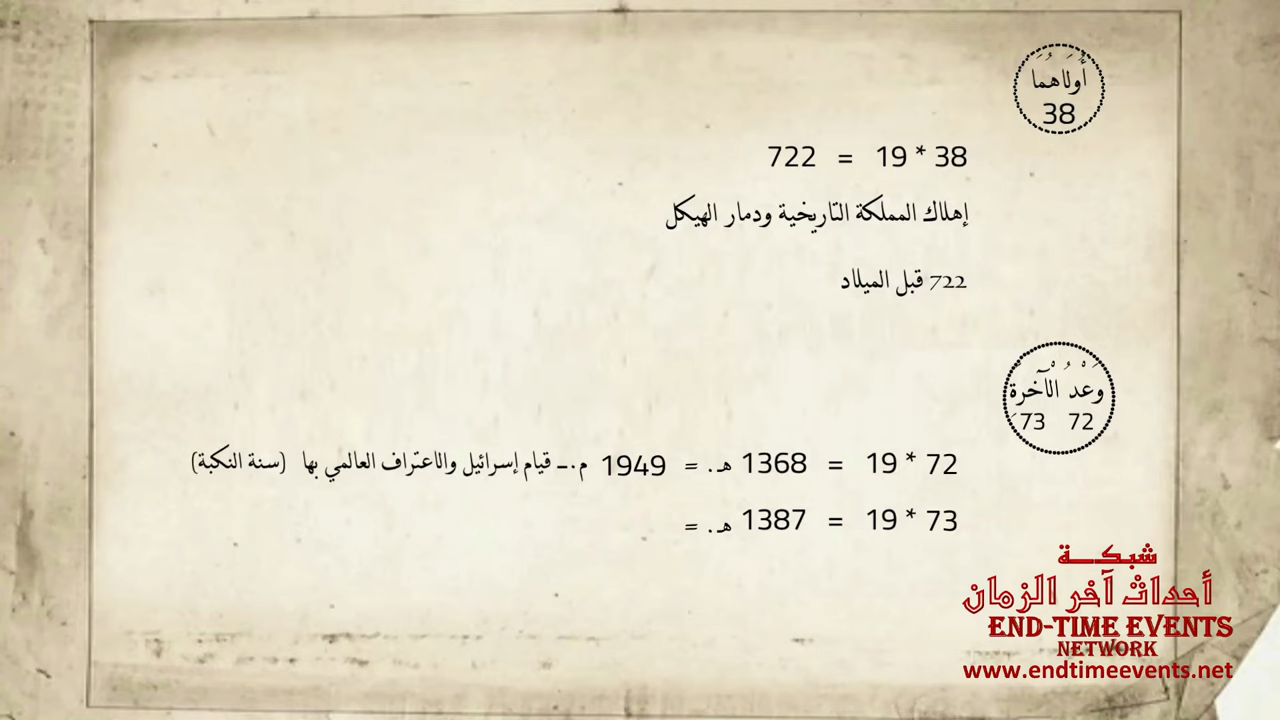 أُولَاهُمَا
38
722 = 19 * 38
إهلاك المملكة التاريخية ودمار الهيكل
722 قبل الميلاد
وَعْدُ الْآخِرَةِ
73 72
72 * 19 = 1368 هـ. = 1949 م.ـ قيام إسرائيل والاعتراف العالمي بها (سنة النكبة)
73 * 19 = 1387 هـ. =
شبكـــة
أحداث آخر الزمان
END-TIME EVENTS
NETWORK
www.endtimeevents.net